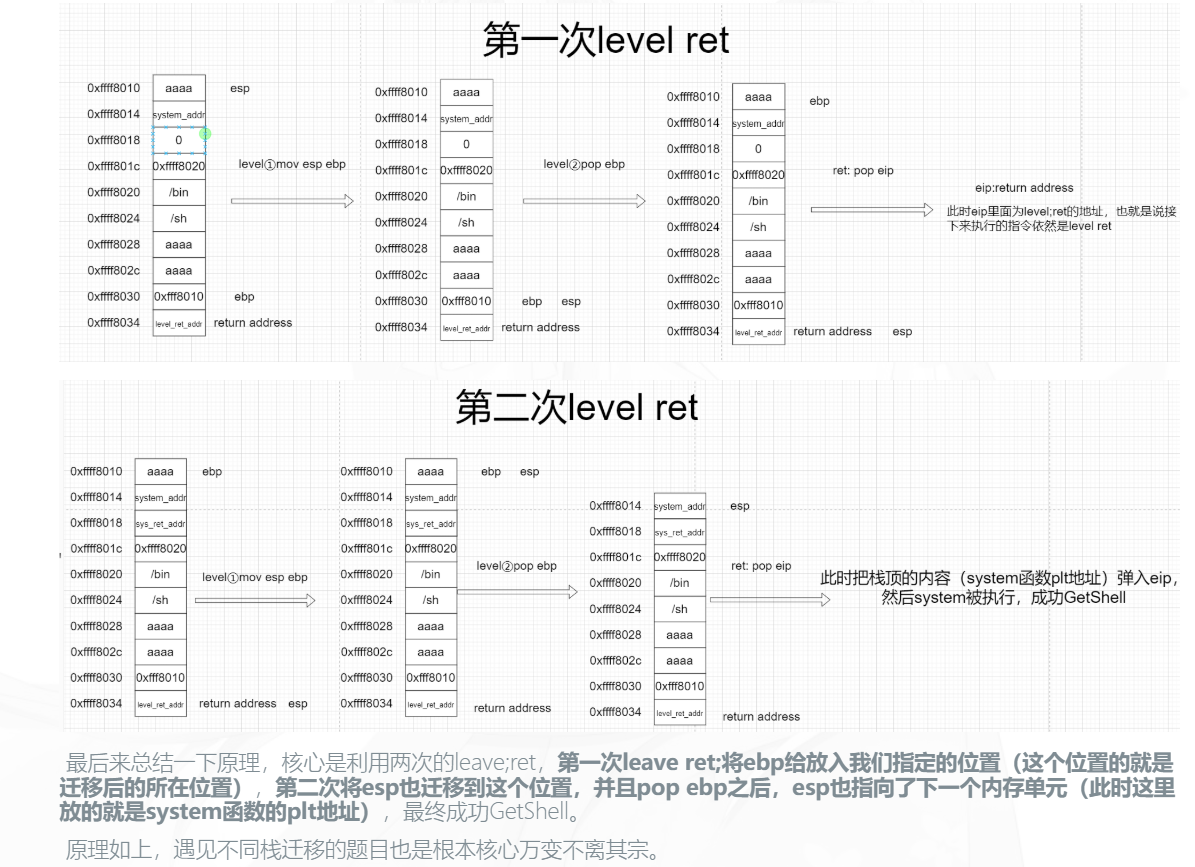 第一次level ret
0xffff8010 aaaa esp
0xffff8014 system_addr
0xffff8018 0
0xffff801c 0xffff8020
0xffff8020 /bin
0xffff8024 /sh
0xffff8028 aaaa
0xffff802c aaaa
0xffff8030 0xfff8010 ebp
0xffff8034 level_ret_addr return address
level①mov esp ebp
0xffff8010 aaaa
0xffff8014 system_addr
0xffff8018 0
0xffff801c 0xffff8020
0xffff8020 /bin
0xffff8024 /sh
0xffff8028 aaaa
0xffff802c aaaa
0xffff8030 0xfff8010 ebp esp
0xffff8034 level_ret_addr return address
level②pop ebp
0xffff8010 aaaa ebp
0xffff8014 system_addr
0xffff8018 0
0xffff801c 0xffff8020
0xffff8020 /bin
0xffff8024 /sh
0xffff8028 aaaa
0xffff802c aaaa
0xffff8030 0xfff8010
0xffff8034 level_ret_addr return address esp
ret: pop eip
eip:return address
此时eip里面为level;ret的地址，也就是说接
下来执行的指令依然是level ret
第二次level ret
0xffff8010 aaaa ebp
0xffff8014 system_addr
0xffff8018 sys_ret_addr
0xffff801c 0xffff8020
0xffff8020 /bin
0xffff8024 /sh
0xffff8028 aaaa
0xffff802c aaaa
0xffff8030 0xfff8010
0xffff8034 level_ret_addr return address esp
level①mov esp ebp
0xffff8010 aaaa ebp esp
0xffff8014 system_addr
0xffff8018 sys_ret_addr
0xffff801c 0xffff8020
0xffff8020 /bin
0xffff8024 /sh
0xffff8028 aaaa
0xffff802c aaaa
0xffff8030 0xfff8010
0xffff8034 level_ret_addr return address
level②pop ebp
0xffff8014 system_addr esp
0xffff8018 sys_ret_addr
0xffff801c 0xffff8020
0xffff8020 /bin
0xffff8024 /sh
0xffff8028 aaaa
0xffff802c aaaa
0xffff8030 0xfff8010
0xffff8034 level_ret_addr return address
ret: pop eip
此时把栈顶的内容（system函数plt地址）弹入eip，
然后system被执行，成功GetShell
最后来总结一下原理，核心是利用两次的leave;ret，第一次leave ret;将ebp给放入我们指定的位置（这个位置的就是
迁移后的所在位置），第二次将esp也迁移到这个位置，并且pop ebp之后，esp也指向了下一个内存单元（此时这里
放的就是system函数的plt地址），最终成功GetShell。
原理如上，遇见不同栈迁移的题目也是根本核心万变不离其宗。